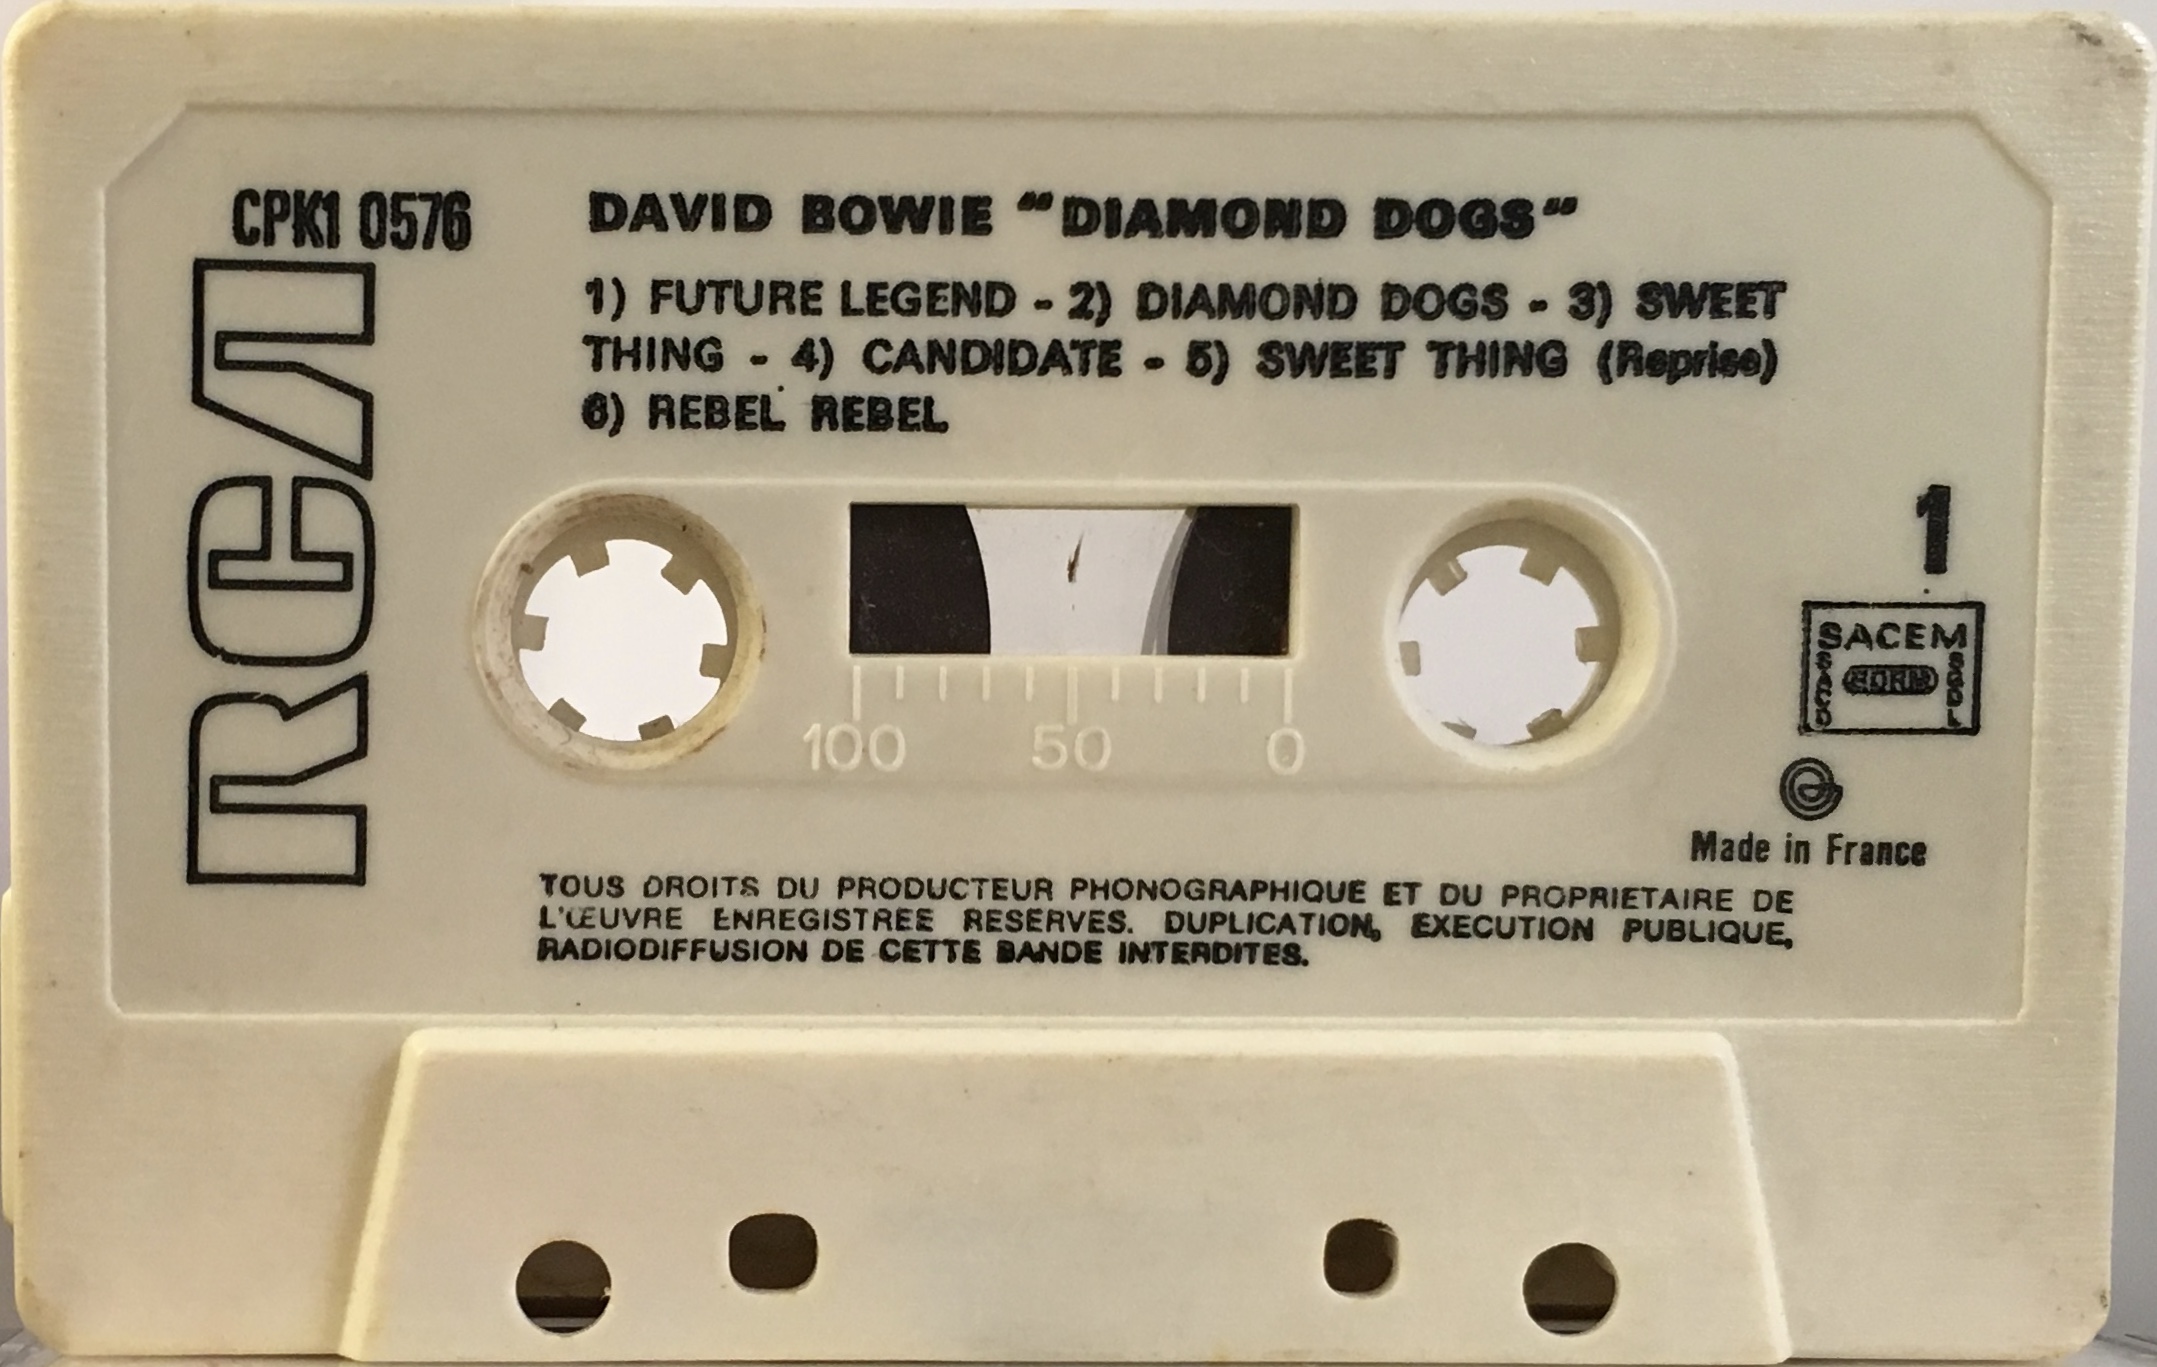 CPK1 0576
RCA
DAVID BOWIE “DIAMOND DOGS”
1) FUTURE LEGEND - 2) DIAMOND DOGS - 3) SWEET
THING - 4) CANDIDATE - 5) SWEET THING (Reprise)
6) REBEL REBEL
100 50 0
1
SACEM
SACD
SGDL
Made in France
TOUS DROITS DU PRODUCTEUR PHONOGRAPHIQUE ET DU PROPRIETAIRE DE
L'ŒUVRE ENREGISTREE RESERVES. DUPLICATION, EXECUTION PUBLIQUE,
RADIODIFFUSION DE CETTE BANDE INTERDITES.